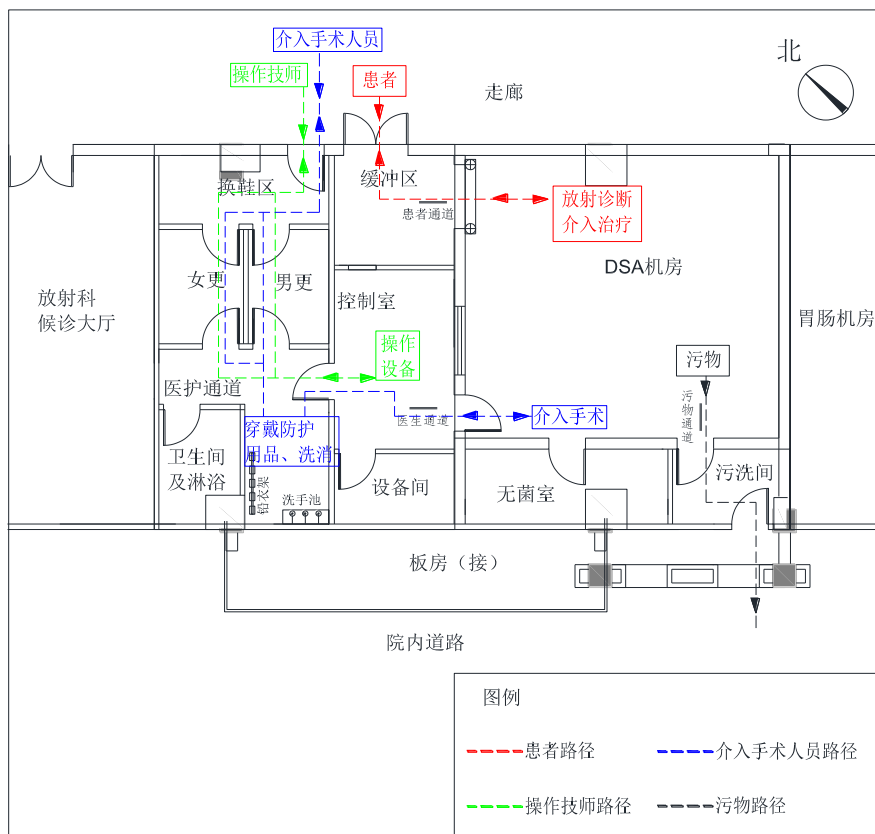 介入手术人员
操作技师
患者
走廊
北
换鞋区
缓冲区
患者通道
放射诊断
介入治疗
女更
男更
控制室
DSA机房
放射科
候诊大厅
胃肠机房
操作
设备
污物
医护通道
污物通道
医生通道
介入手术
穿戴防护
用品、洗消
卫生间
及淋浴
铅衣架
洗手池
设备间
无菌室
污洗间
板房（接）
院内道路
图例
患者路径
介入手术人员路径
操作技师路径
污物路径